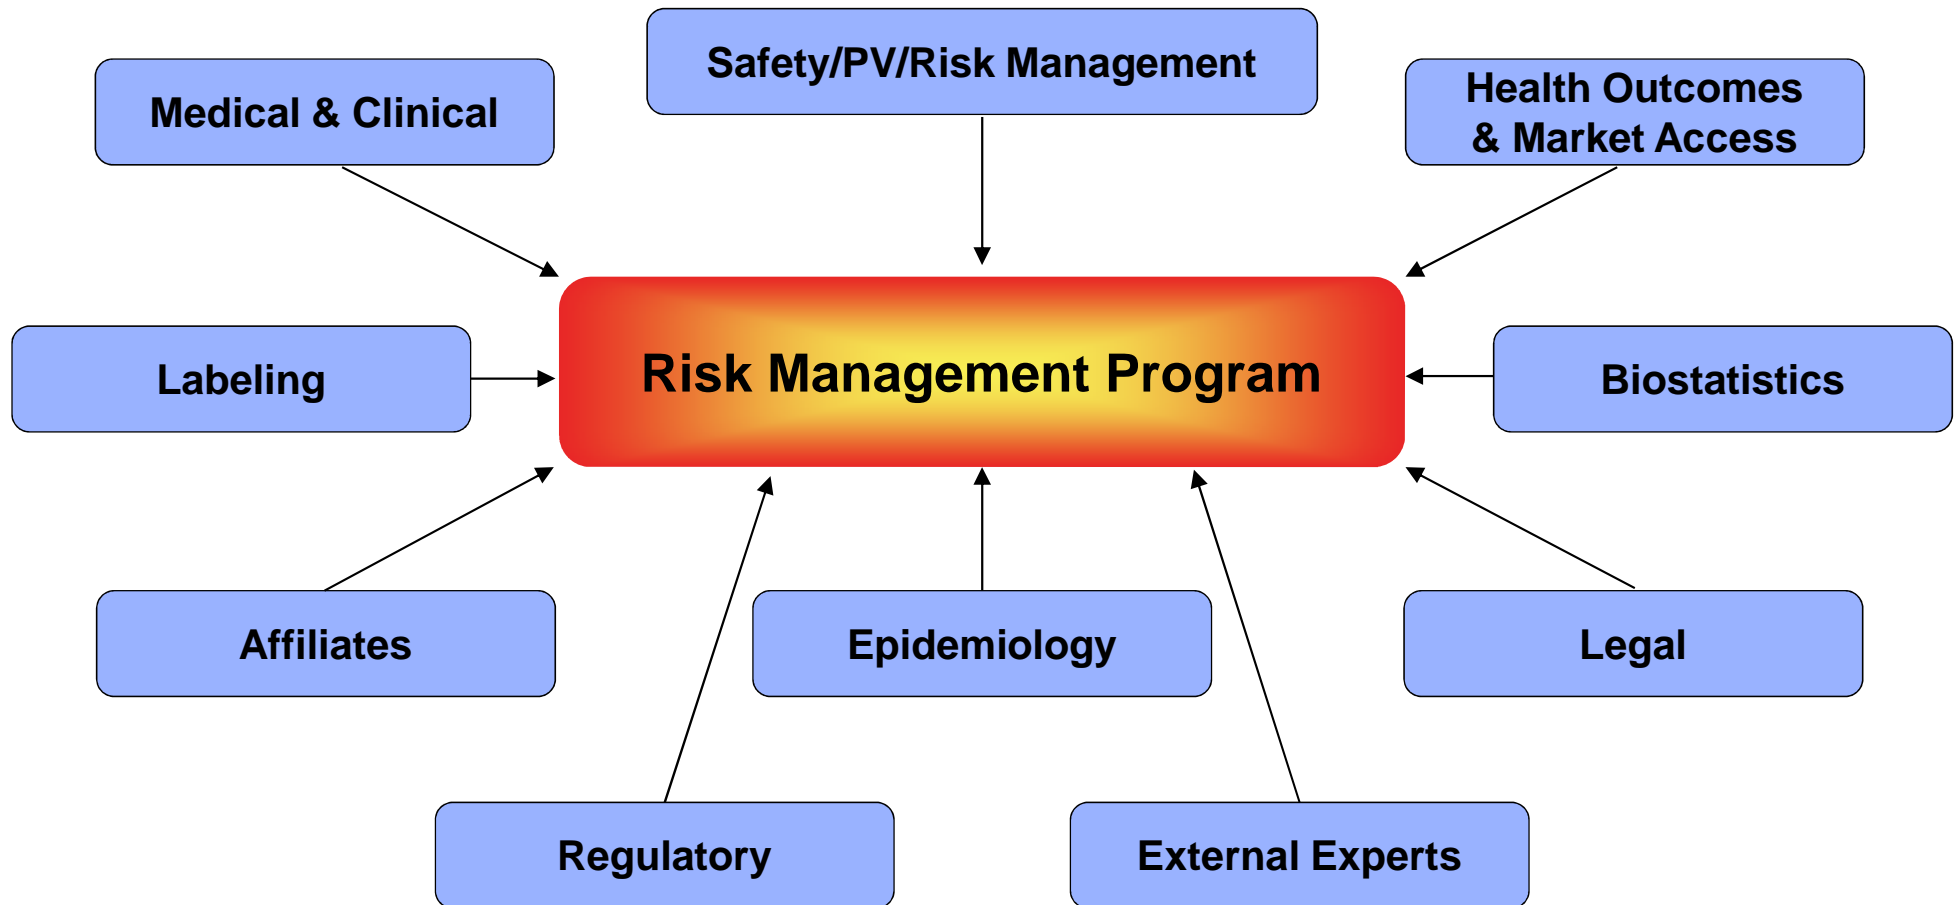 Safety/PV/Risk Management
Medical & Clinical
Health Outcomes
& Market Access
Labeling
Risk Management Program
Biostatistics
Affiliates
Epidemiology
Legal
Regulatory
External Experts